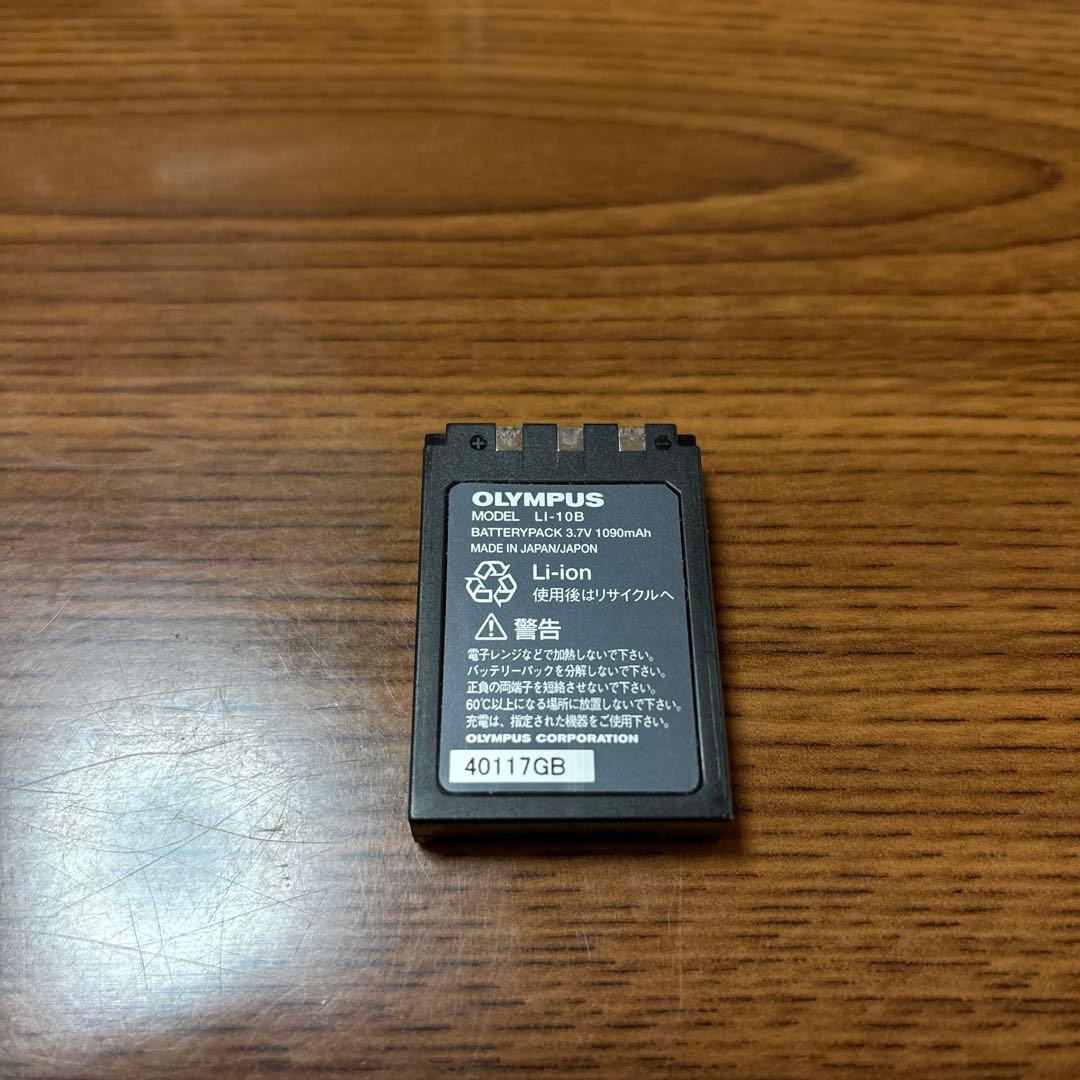 OLYMPUS
MODEL LI-10B
BATTERYPACK 3.7V 1090mAh
MADE IN JAPAN/JAPON
Li-ion
使用後はリサイクルへ
警告
電子レンジなどで加熱しないで下さい。
バッテリーパックを分解しないで下さい。
正負の両端子を短絡させないで下さい。
60℃以上になる場所に放置しないで下さい。
充電は、指定された機器をご使用下さい。
OLYMPUS CORPORATION
40117GB